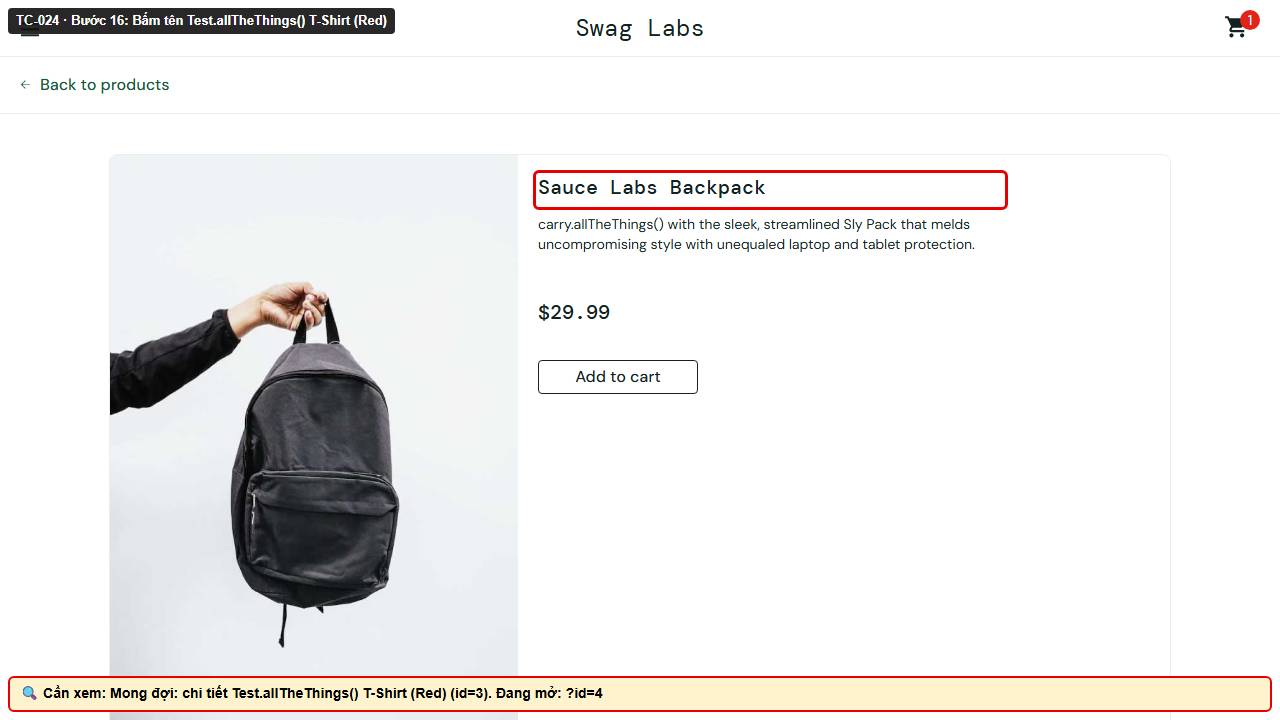 TC-024 · Bước 16: Bấm tên Test.allTheThings() T-Shirt (Red)
Swag Labs
1
← Back to products
Sauce Labs Backpack
carry.allTheThings() with the sleek, streamlined Sly Pack that melds
uncompromising style with unequaled laptop and tablet protection.
$29.99
Add to cart
🔍 Cần xem: Mong đợi: chi tiết Test.allTheThings() T-Shirt (Red) (id=3). Đang mở: ?id=4